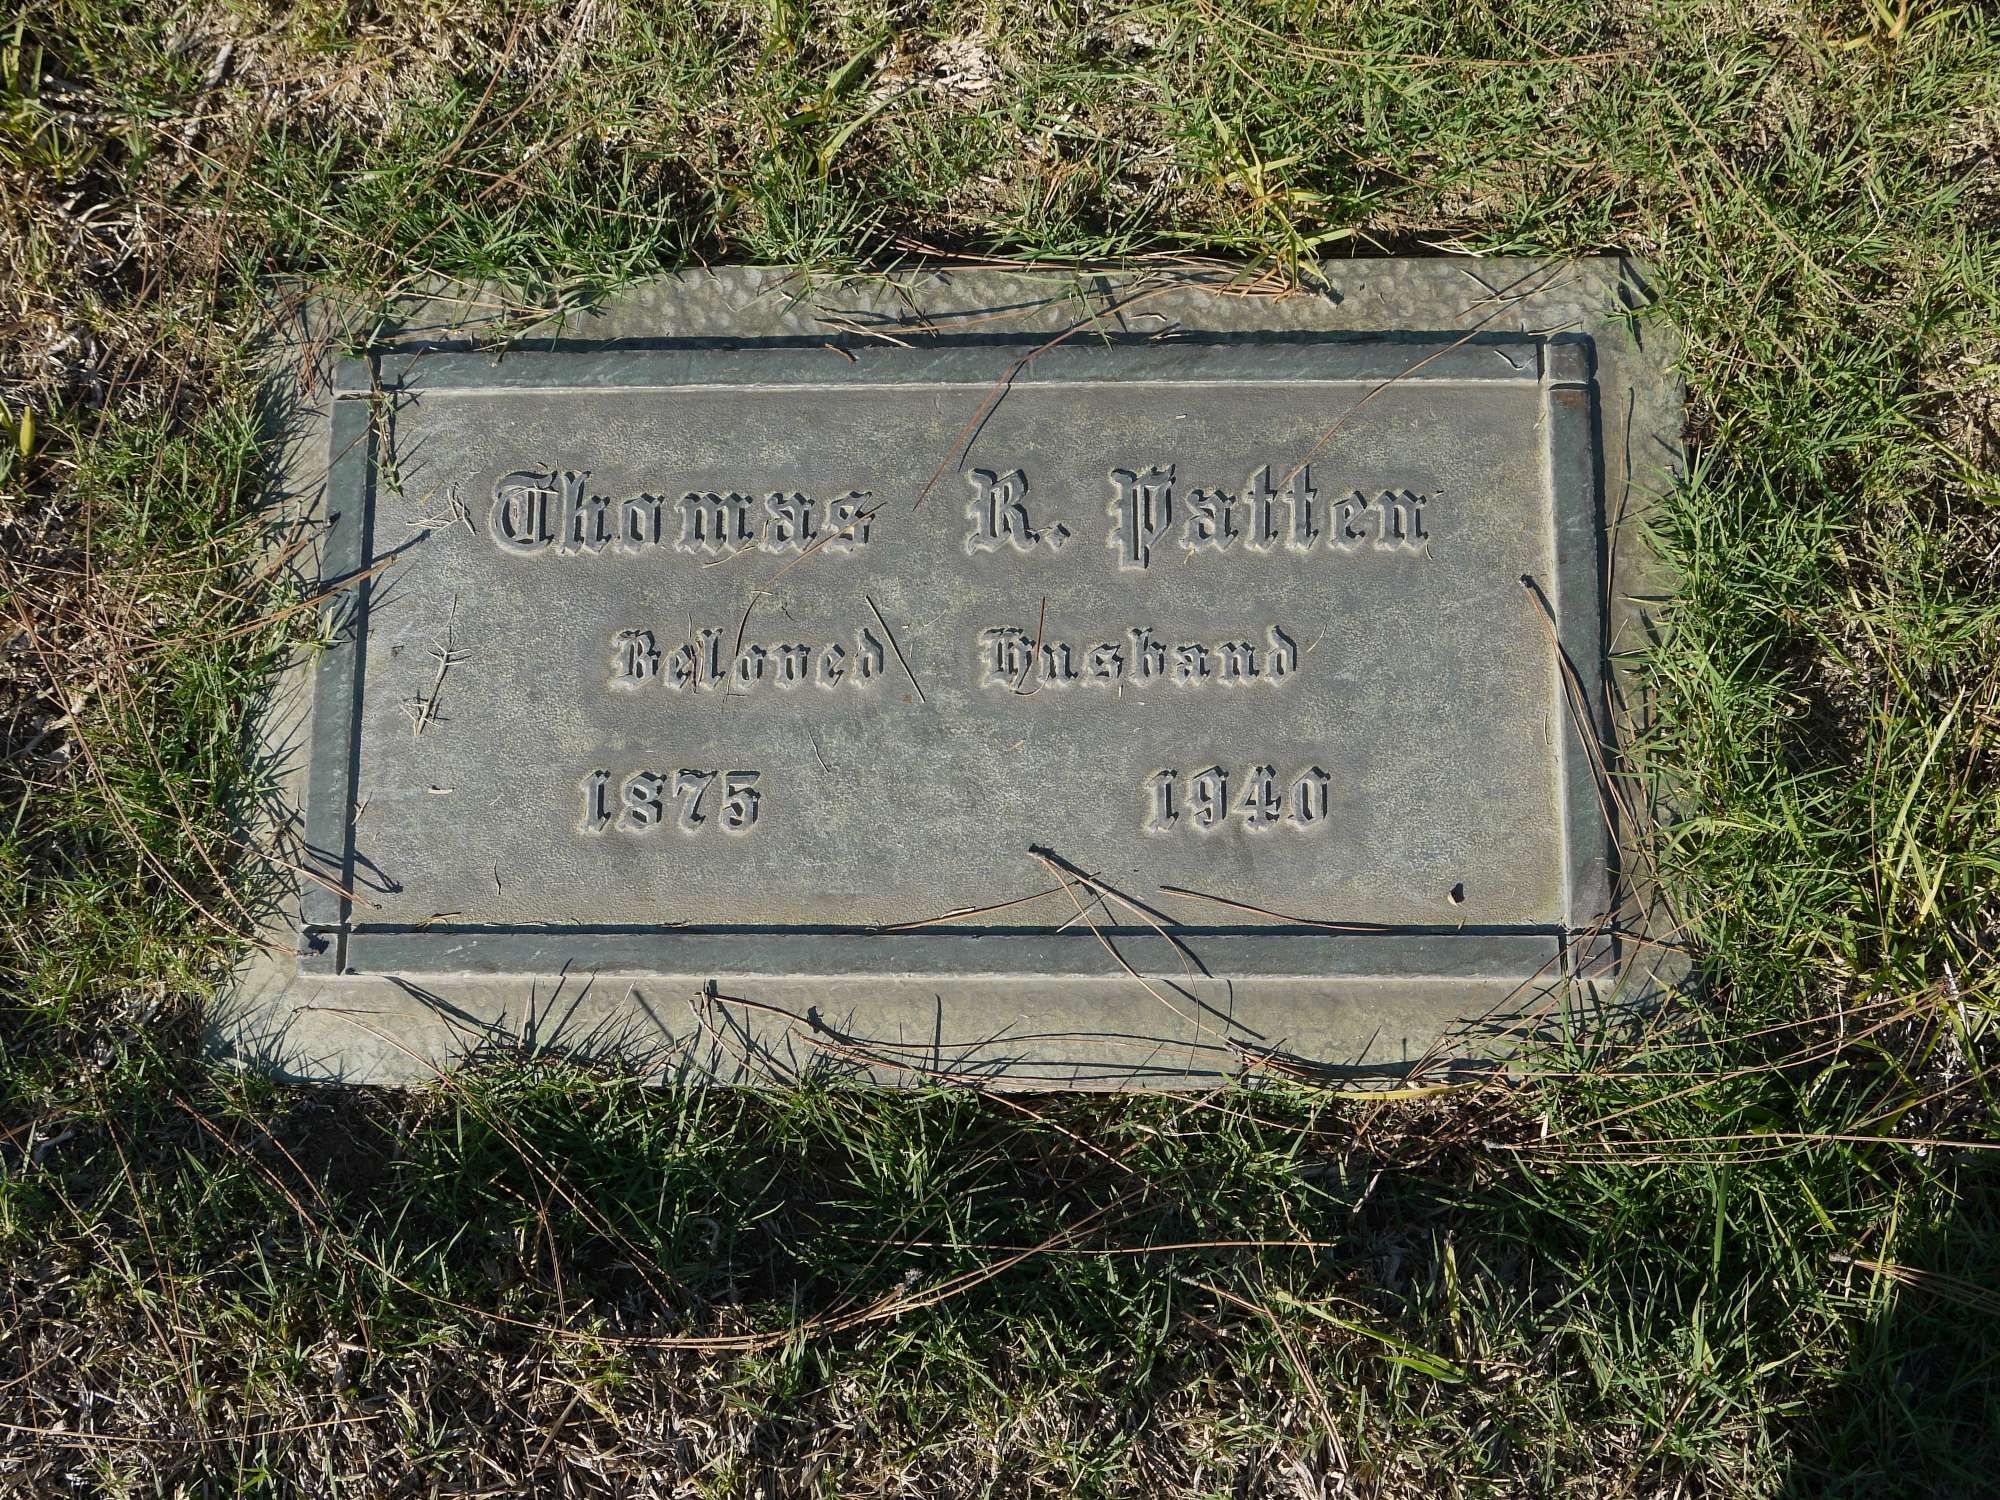 Thomas R. Patten
Beloved Husband
1875 1940